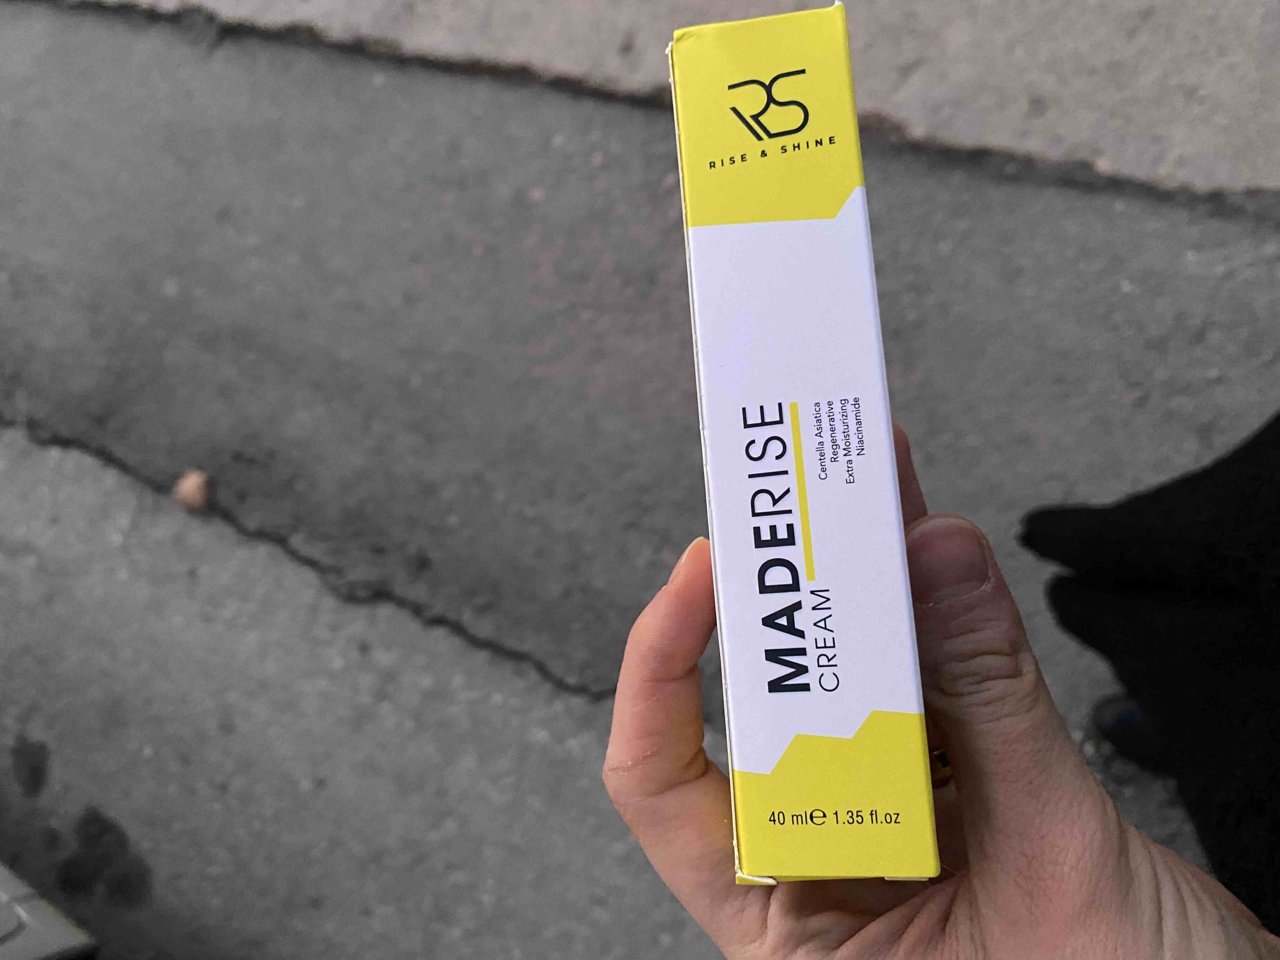 RS
RISE & SHINE
MADERISE
CREAM
Centella Asiatica
Regenerative
Extra Moisturizing
Niacinamide
40 ml℮ 1.35 fl.oz